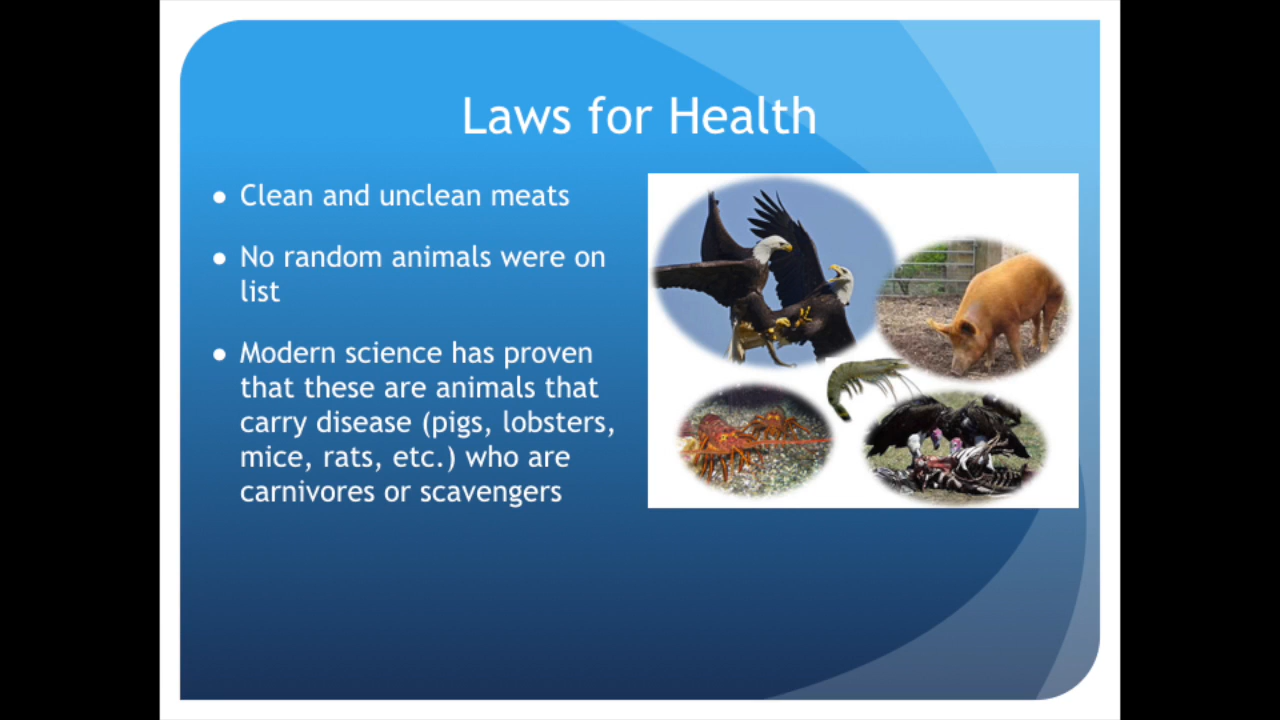 Laws for Health
● Clean and unclean meats
● No random animals were on
list
● Modern science has proven
that these are animals that
carry disease (pigs, lobsters,
mice, rats, etc.) who are
carnivores or scavengers